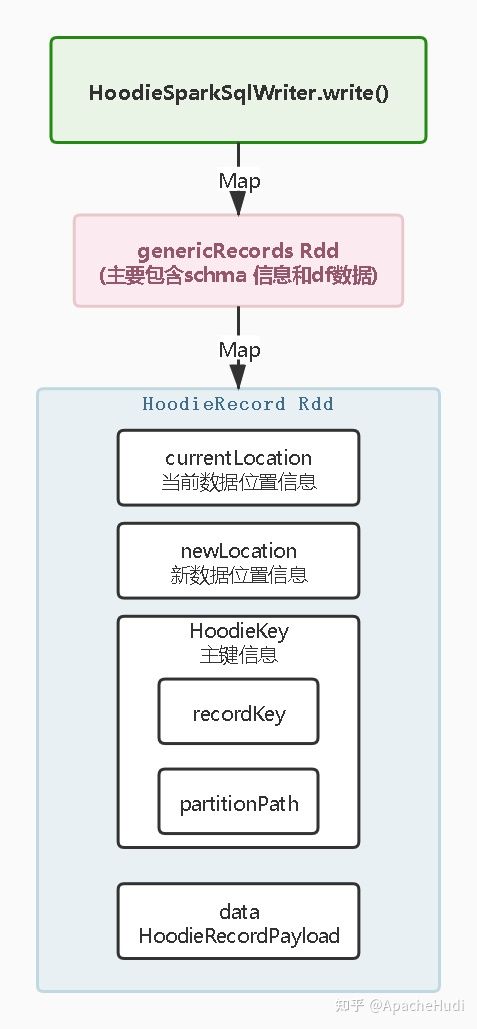 HoodieSparkSqlWriter.write()
Map
genericRecords Rdd
(主要包含schma 信息和df数据)
Map
HoodieRecord Rdd
currentLocation
当前数据位置信息
newLocation
新数据位置信息
HoodieKey
主键信息
recordKey
partitionPath
data
HoodieRecordPayload
知乎 @ApacheHudi